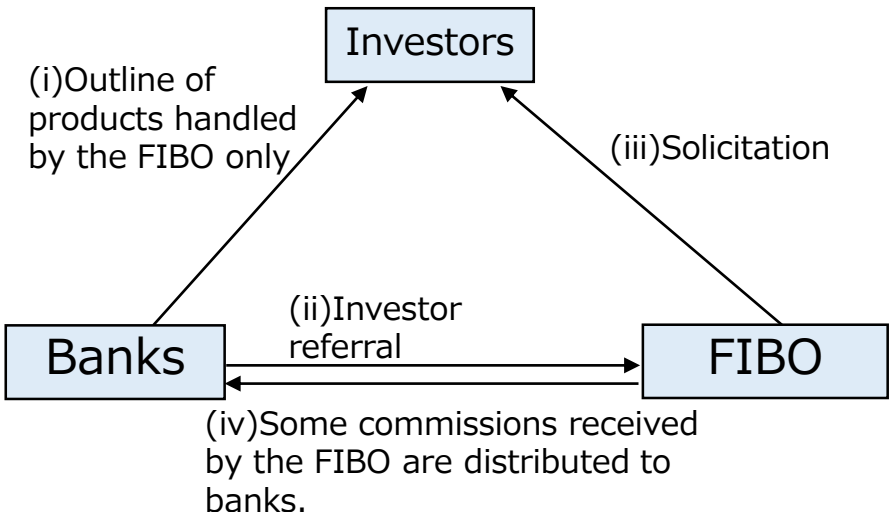 Investors
(i)Outline of
products handled
by the FIBO only
(iii)Solicitation
(ii)Investor
referral
Banks
FIBO
(iv)Some commissions received
by the FIBO are distributed to
banks.